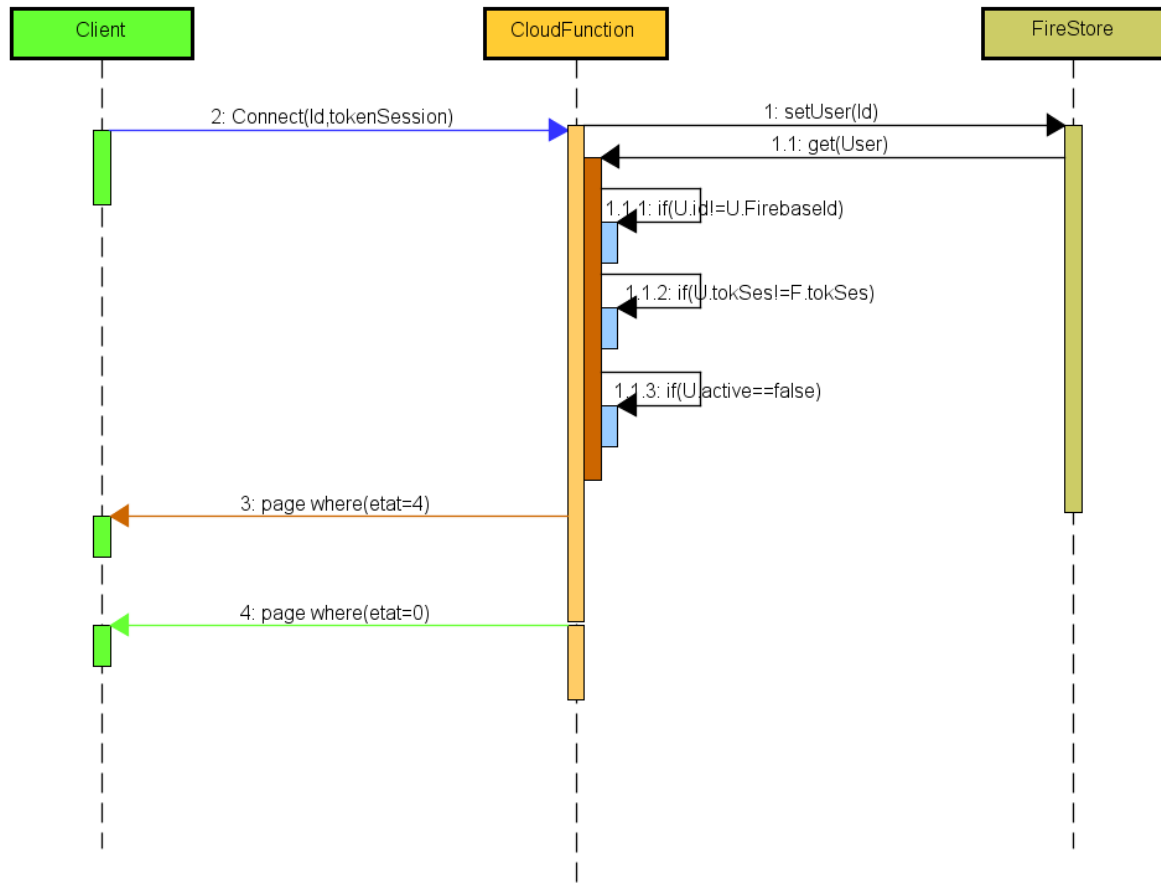 Client
CloudFunction
FireStore
2: Connect(Id,tokenSession)
1: setUser(Id)
1.1: get(User)
1.1.1: if(U.id!=U.FirebaseId)
1.1.2: if(U.tokSes!=F.tokSes)
1.1.3: if(U.active==false)
3: page where(etat=4)
4: page where(etat=0)